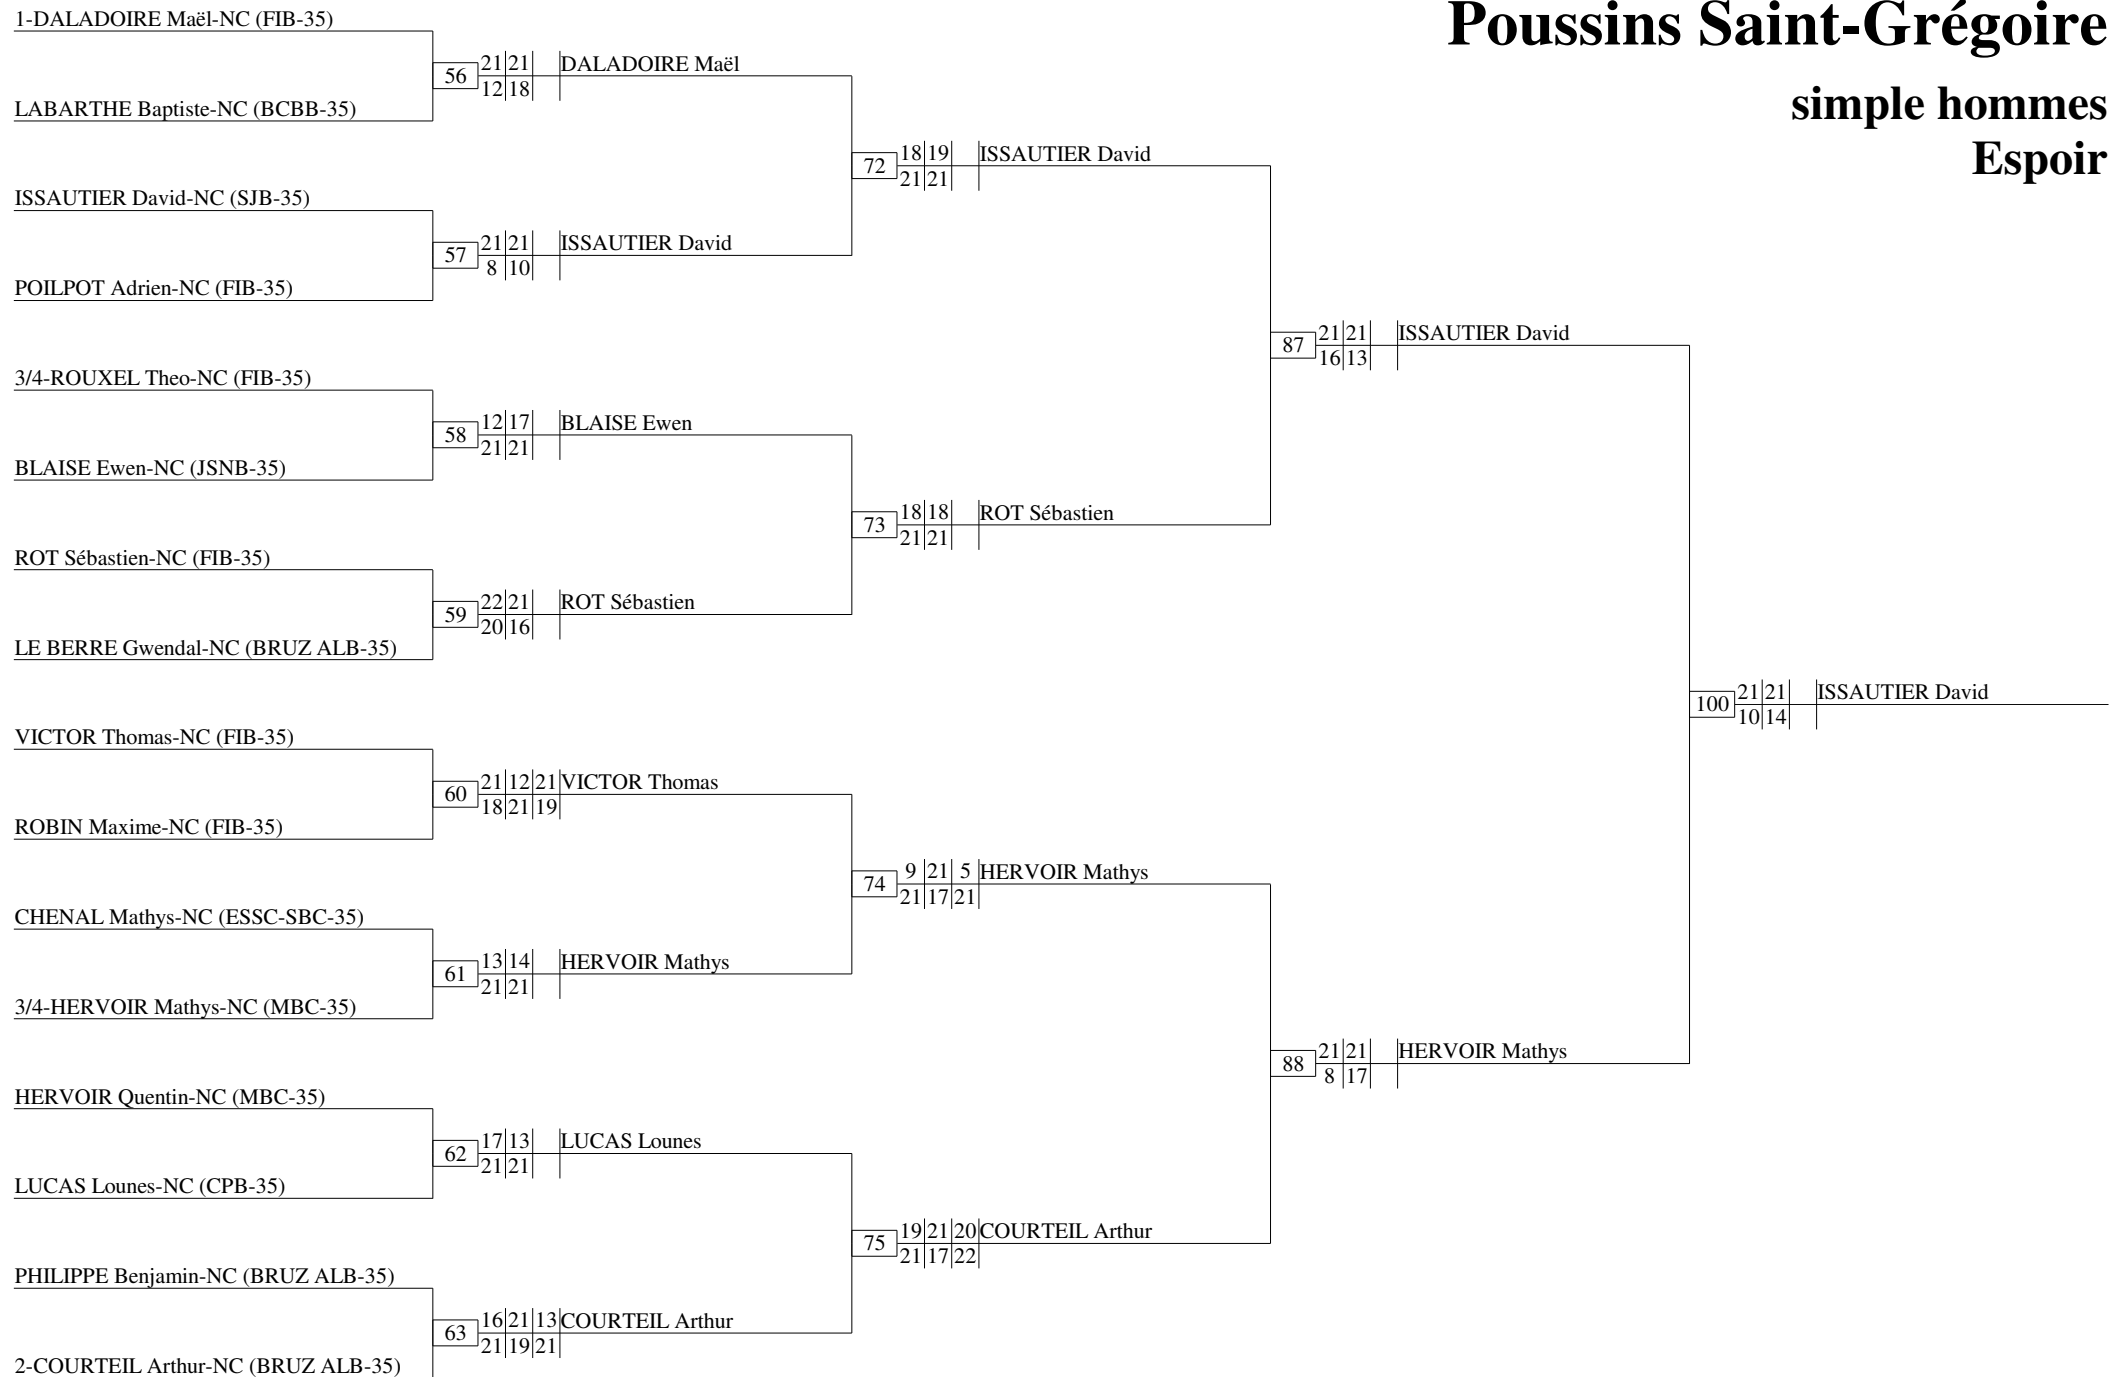 Poussins Saint-Grégoire
simple hommes
Espoir
1-DALADOIRE Maël-NC (FIB-35)
56 21 21 DALADOIRE Maël
12 18
LABARTHE Baptiste-NC (BCBB-35)
72 18 19 ISSAUTIER David
21 21
ISSAUTIER David-NC (SJB-35)
57 21 21 ISSAUTIER David
8 10
POILPOT Adrien-NC (FIB-35)
87 21 21 ISSAUTIER David
16 13
3/4-ROUXEL Theo-NC (FIB-35)
58 12 17 BLAISE Ewen
21 21
BLAISE Ewen-NC (JSNB-35)
73 18 18 ROT Sébastien
21 21
ROT Sébastien-NC (FIB-35)
59 22 21 ROT Sébastien
20 16
LE BERRE Gwendal-NC (BRUZ ALB-35)
100 21 21 ISSAUTIER David
10 14
VICTOR Thomas-NC (FIB-35)
60 21 12 21 VICTOR Thomas
18 21 19
ROBIN Maxime-NC (FIB-35)
74 9 21 5 HERVOIR Mathys
21 17 21
CHENAL Mathys-NC (ESSC-SBC-35)
61 13 14 HERVOIR Mathys
21 21
3/4-HERVOIR Mathys-NC (MBC-35)
88 21 21 HERVOIR Mathys
8 17
HERVOIR Quentin-NC (MBC-35)
62 17 13 LUCAS Lounes
21 21
LUCAS Lounes-NC (CPB-35)
75 19 21 20 COURTEIL Arthur
21 17 22
PHILIPPE Benjamin-NC (BRUZ ALB-35)
63 16 21 13 COURTEIL Arthur
21 19 21
2-COURTEIL Arthur-NC (BRUZ ALB-35)